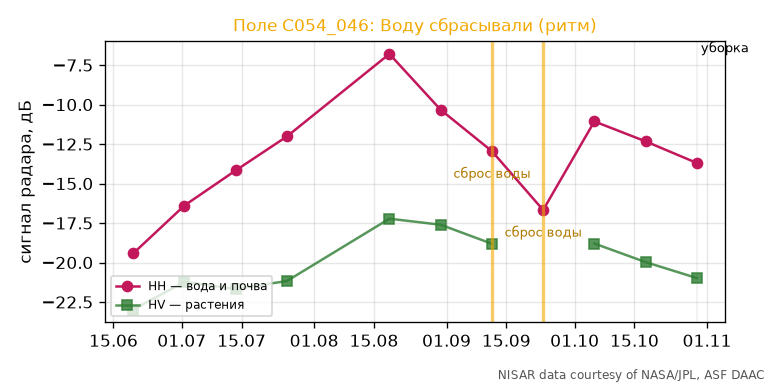 Поле C054_046: Воду сбрасывали (ритм)
уборка
сигнал радара, дБ
−7.5
−10.0
−12.5
−15.0
−17.5
−20.0
−22.5
сброс воды
сброс воды
HH — вода и почва
HV — растения
15.06 01.07 15.07 01.08 15.08 01.09 15.09 01.10 15.10 01.11
NISAR data courtesy of NASA/JPL, ASF DAAC